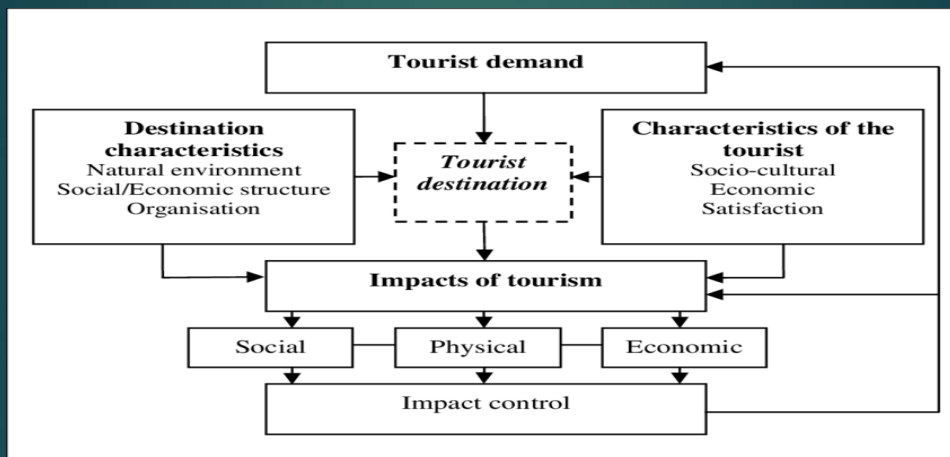 Tourist demand
Destination
characteristics
Natural environment
Social/Economic structure
Organisation
Tourist
destination
Characteristics of the
tourist
Socio-cultural
Economic
Satisfaction
Impacts of tourism
Social
Physical
Economic
Impact control